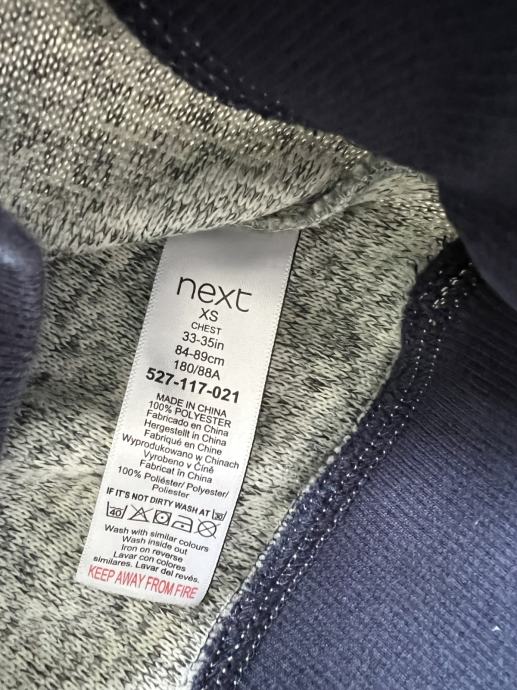 next
XS
CHEST
33-35in
84-89cm
180/88A
527-117-021
MADE IN CHINA
100% POLYESTER
Fabricado en China
Hergestellt in China
Fabriqué en Chine
Wyprodukowano w Chinach
Vyrobeno v Číně
Fabricat în China
100% Poliéster/ Polyester/
Poliester
IF IT'S NOT DIRTY WASH AT 30
40
Wash with similar colours
Wash inside out
Iron on reverse
Lavar con colores
similares. Lavar del revés.
KEEP AWAY FROM FIRE